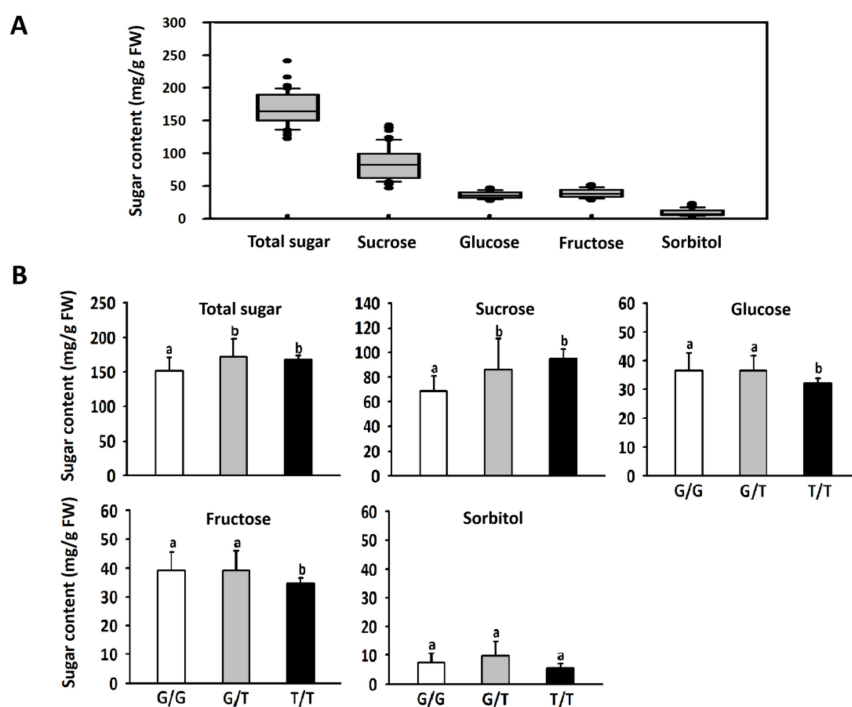 A
Sugar content (mg/g FW)
300
250
200
150
100
50
0
Total sugar Sucrose Glucose Fructose Sorbitol
B
Sugar content (mg/g FW)
Total sugar
250
200
150
100
50
0
a b b
Sucrose
140
120
100
80
60
40
20
0
a b b
Glucose
60
50
40
30
20
10
0
a a b
G/G G/T T/T
Sugar content (mg/g FW)
Fructose
60
50
40
30
20
10
0
a a b
G/G G/T T/T
Sorbitol
60
50
40
30
20
10
0
a a a
G/G G/T T/T